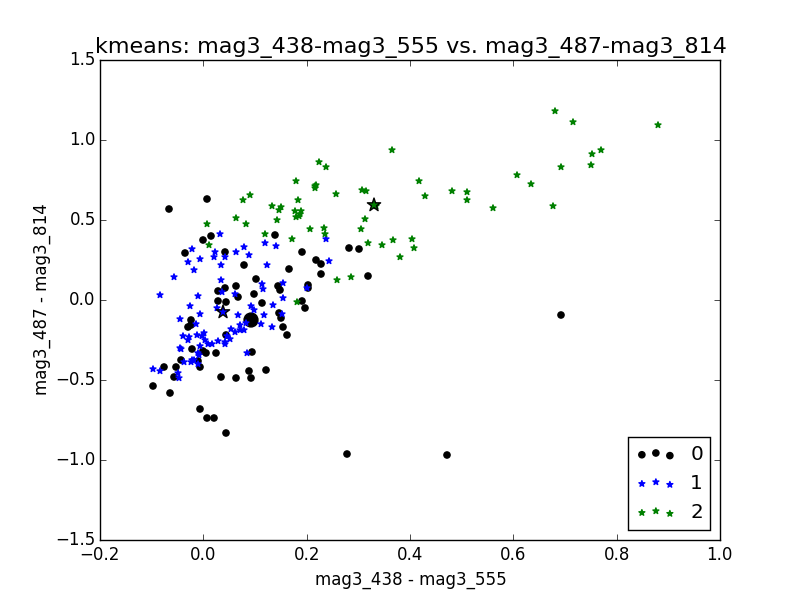 kmeans: mag3_438-mag3_555 vs. mag3_487-mag3_814
1.5
1.0
0.5
0.0
−0.5
−1.0
−1.5
mag3_487 - mag3_814
0
1
2
−0.2 0.0 0.2 0.4 0.6 0.8 1.0
mag3_438 - mag3_555